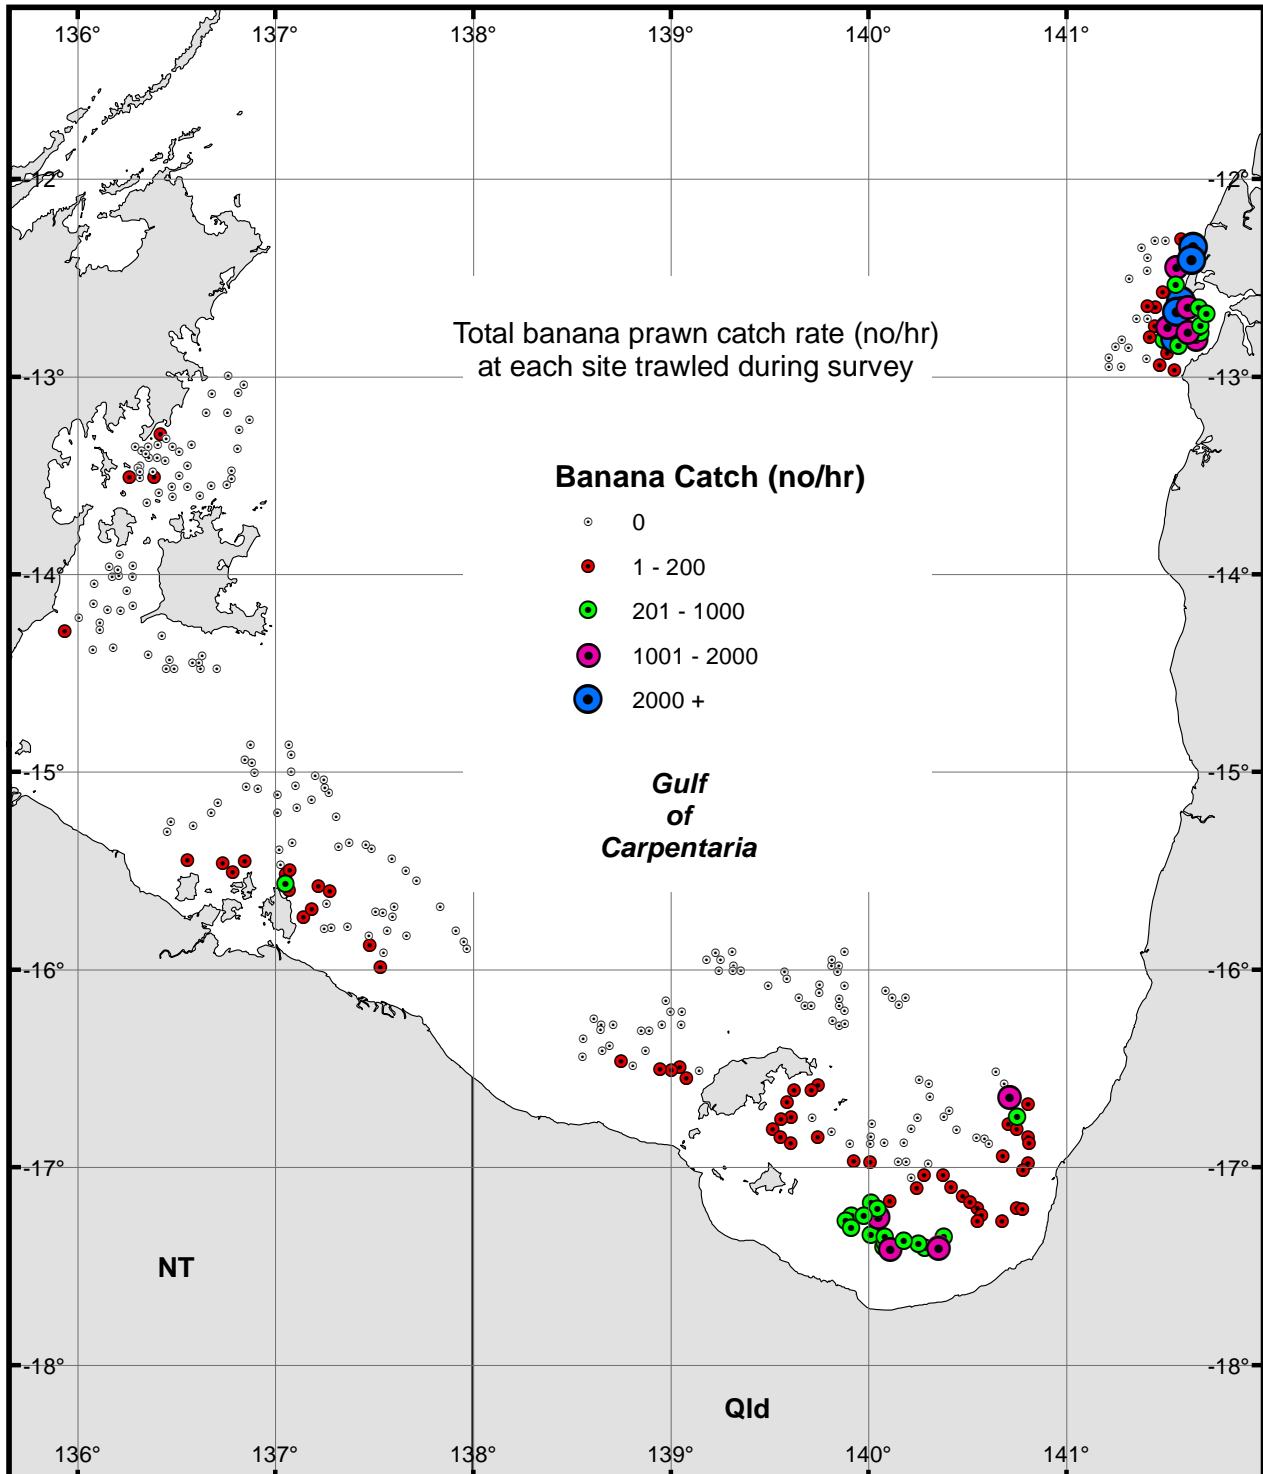 136° 137° 138° 139° 140° 141°
-12° -12°
Total banana prawn catch rate (no/hr)
at each site trawled during survey
-13° -13°
Banana Catch (no/hr)
0
1 - 200
-14° -14°
201 - 1000
1001 - 2000
2000 +
-15° -15°
Gulf
of
Carpentaria
-16° -16°
-17° -17°
NT
-18° -18°
Qld
136° 137° 138° 139° 140° 141°